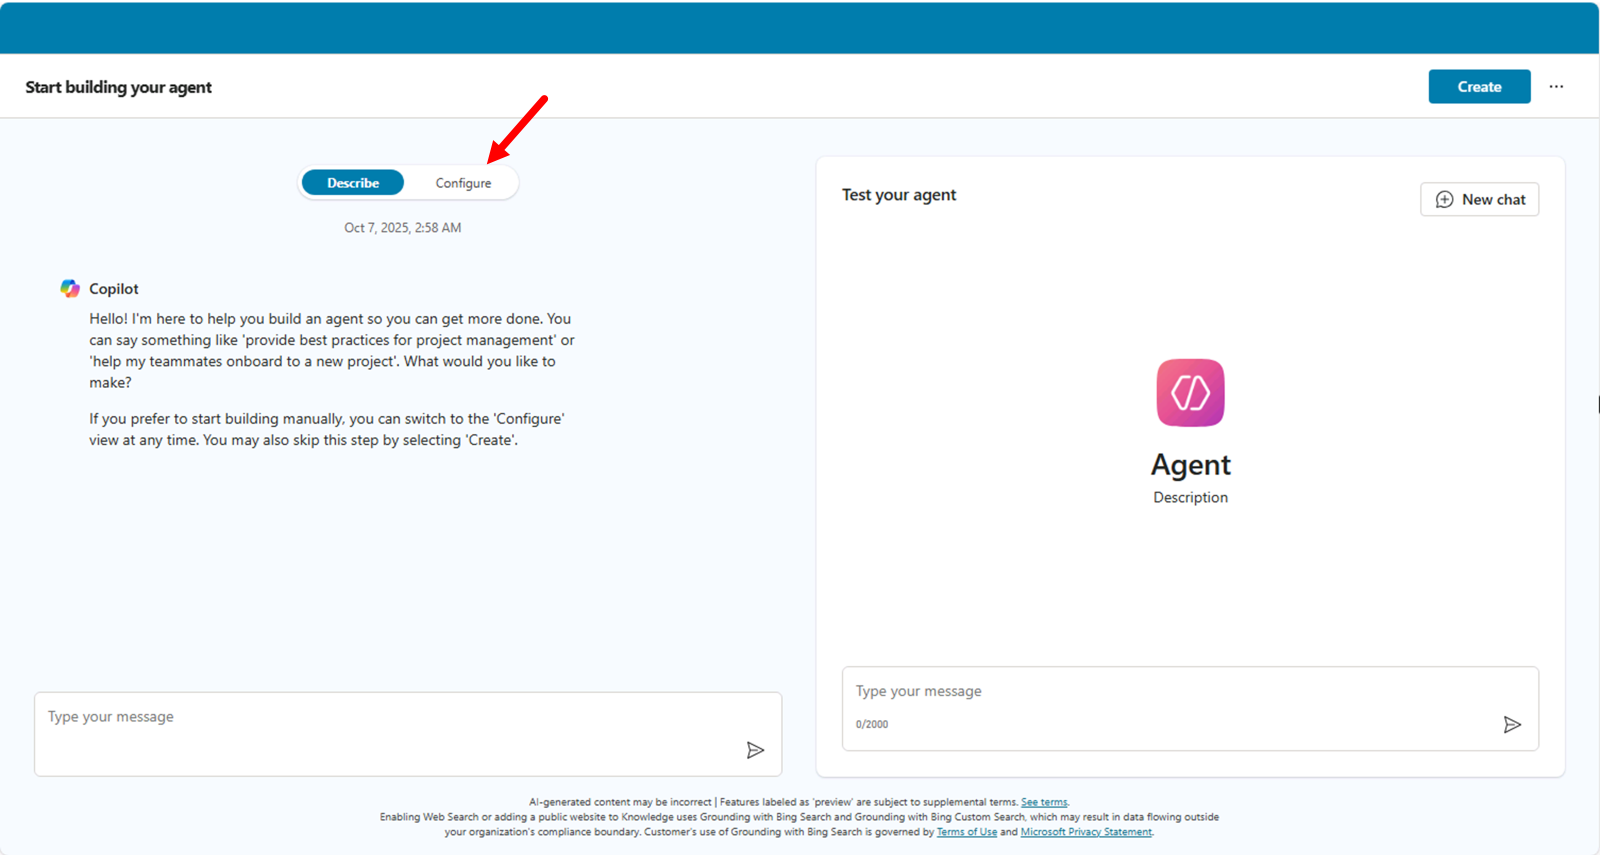 Start building your agent
Create
Describe
Configure
Oct 7, 2025, 2:58 AM
Copilot
Hello! I'm here to help you build an agent so you can get more done. You
can say something like 'provide best practices for project management' or
'help my teammates onboard to a new project'. What would you like to
make?
If you prefer to start building manually, you can switch to the 'Configure'
view at any time. You may also skip this step by selecting 'Create'.
Type your message
Test your agent
New chat
Agent
Description
Type your message
0/2000
AI-generated content may be incorrect | Features labeled as 'preview' are subject to supplemental terms. See terms.
Enabling Web Search or adding a public website to Knowledge uses Grounding with Bing Search and Grounding with Bing Custom Search, which may result in data flowing outside
your organization's compliance boundary. Customer's use of Grounding with Bing Search is governed by Terms of Use and Microsoft Privacy Statement.